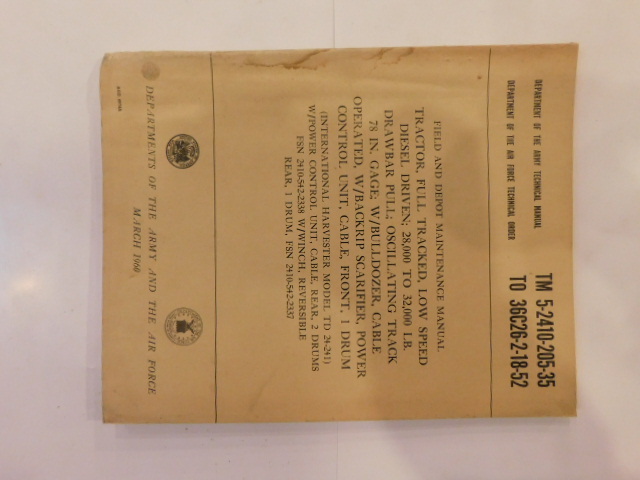 DEPARTMENT OF THE ARMY TECHNICAL MANUAL TM 5-2410-205-35
DEPARTMENT OF THE AIR FORCE TECHNICAL ORDER TO 36C26-2-18-52
FIELD AND DEPOT MAINTENANCE MANUAL
TRACTOR, FULL TRACKED, LOW SPEED
DIESEL DRIVEN; 28,000 TO 32,000 LB.
DRAWBAR PULL; OSCILLATING TRACK
78 IN. GAGE; W/BULLDOZER, CABLE
OPERATED, W/BACKRIP SCARIFIER, POWER
CONTROL UNIT, CABLE, FRONT, 1 DRUM
(INTERNATIONAL HARVESTER MODEL TD 24-241)
W/POWER CONTROL UNIT, CABLE, REAR, 2 DRUMS
FSN 2410-542-2338 W/WINCH, REVERSIBLE
REAR, 1 DRUM, FSN 2410-542-2337
DEPARTMENTS OF THE ARMY AND THE AIR FORCE
MARCH 1960